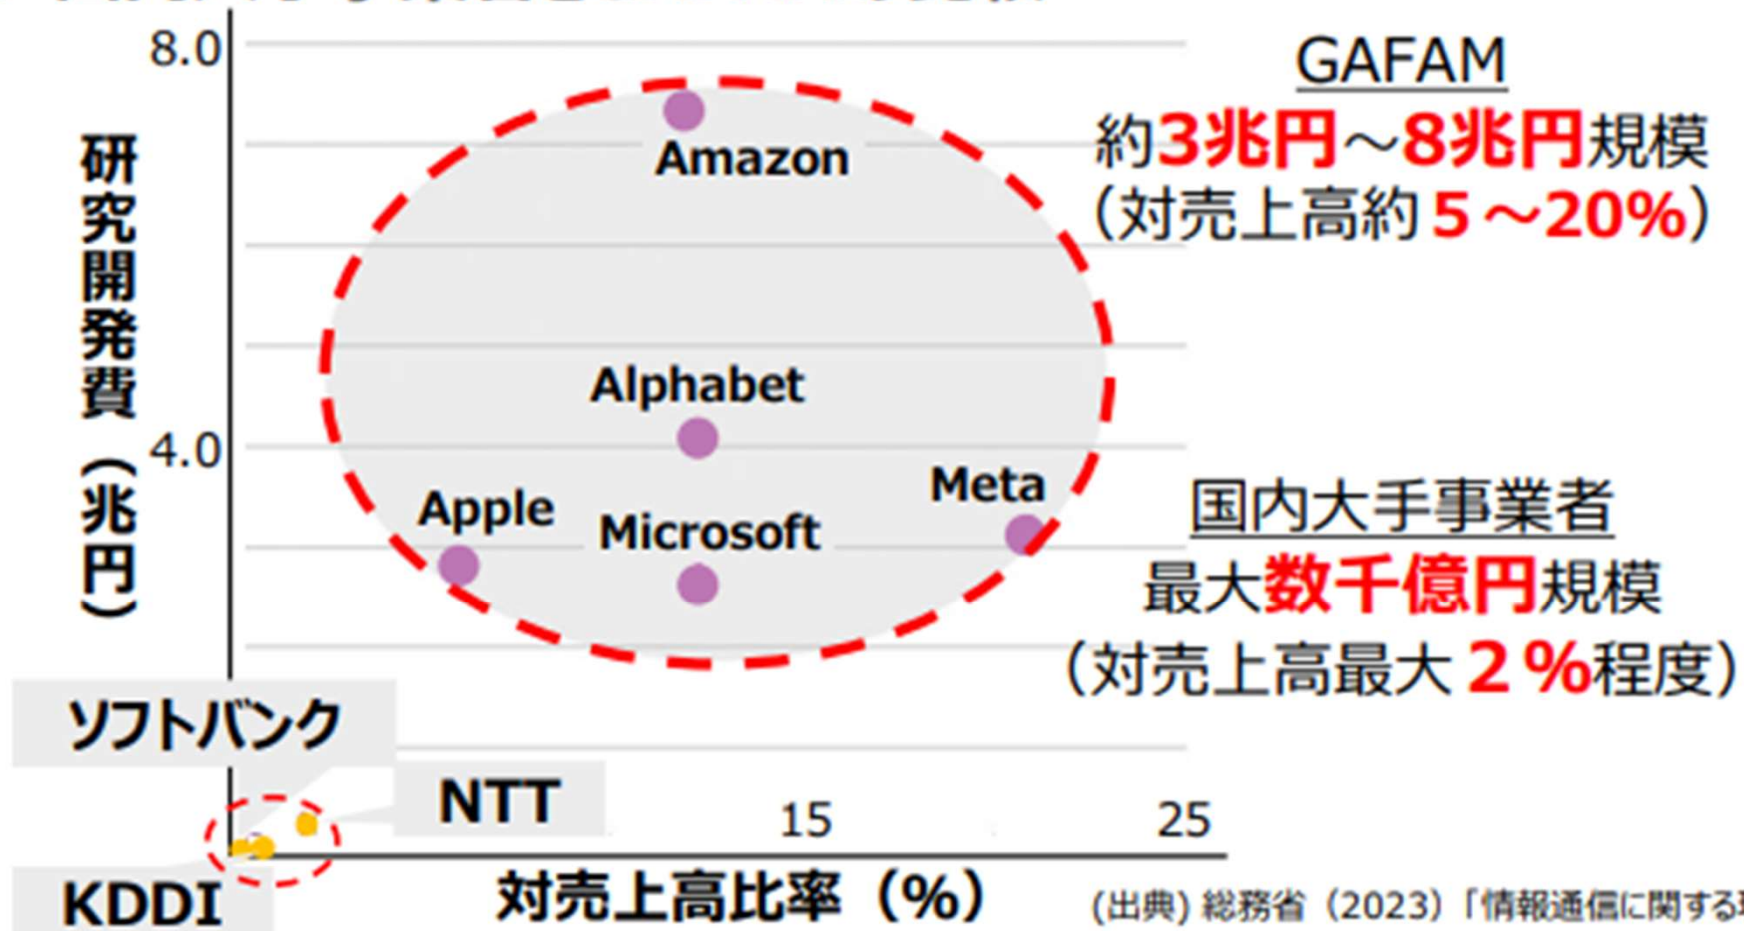 8.0
研究開発費（兆円）
4.0
Amazon
Alphabet
Apple
Microsoft
Meta
GAFAM
約3兆円～8兆円規模
（対売上高約５～20%）
国内大手事業者
最大数千億円規模
（対売上高最大２％程度）
ソフトバンク
NTT
KDDI
15
25
対売上高比率（%）
(出典) 総務省（2023）「情報通信に関する